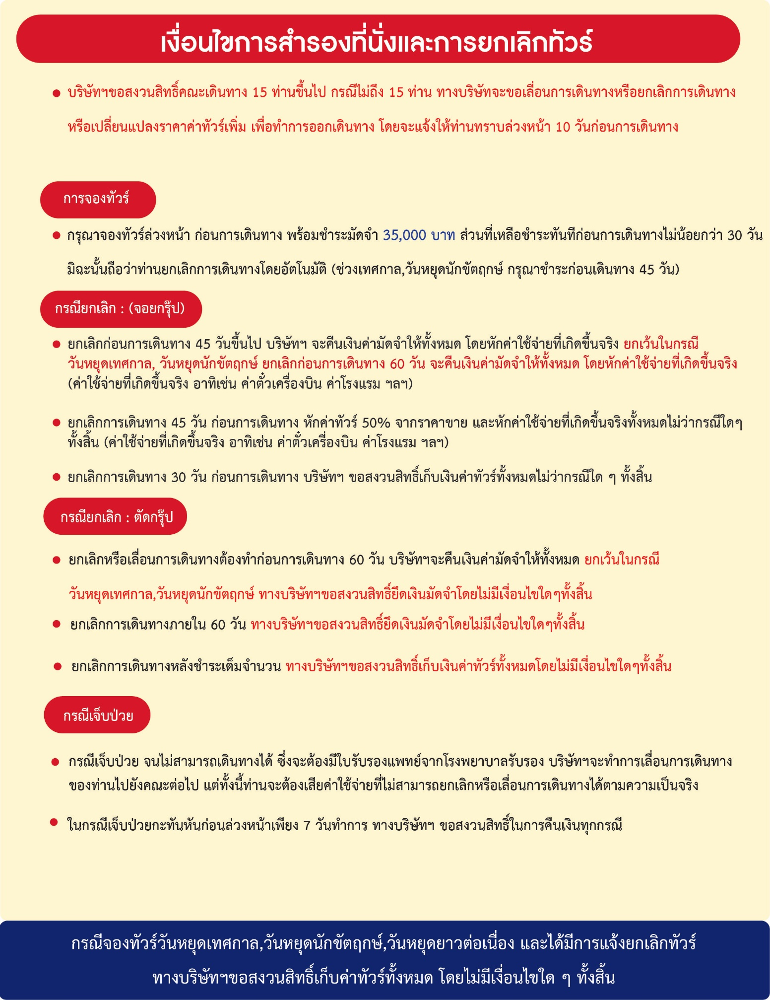 เงื่อนไขการสำรองที่นั่งและการยกเลิกทัวร์
บริษัทฯขอสงวนสิทธิ์คณะเดินทาง 15 ท่านขึ้นไป กรณีไม่ถึง 15 ท่าน ทางบริษัทจะขอเลื่อนการเดินทางหรือยกเลิกการเดินทาง
หรือเปลี่ยนแปลงราคาค่าทัวร์เพิ่ม เพื่อทำการออกเดินทาง โดยจะแจ้งให้ท่านทราบล่วงหน้า 10 วันก่อนการเดินทาง
การจองทัวร์
กรุณาจองทัวร์ล่วงหน้า ก่อนการเดินทาง พร้อมชำระมัดจำ 35,000 บาท ส่วนที่เหลือชำระทันทีก่อนการเดินทางไม่น้อยกว่า 30 วัน
มิฉะนั้นถือว่าท่านยกเลิกการเดินทางโดยอัตโนมัติ (ช่วงเทศกาล,วันหยุดนักขัตฤกษ์ กรุณาชำระก่อนเดินทาง 45 วัน)
กรณียกเลิก : (จอยกรุ๊ป)
ยกเลิกก่อนการเดินทาง 45 วันขึ้นไป บริษัทฯ จะคืนเงินค่ามัดจำให้ทั้งหมด โดยหักค่าใช้จ่ายที่เกิดขึ้นจริง ยกเว้นในกรณี
วันหยุดเทศกาล, วันหยุดนักขัตฤกษ์ ยกเลิกก่อนการเดินทาง 60 วัน จะคืนเงินค่ามัดจำให้ทั้งหมด โดยหักค่าใช้จ่ายที่เกิดขึ้นจริง
(ค่าใช้จ่ายที่เกิดขึ้นจริง อาทิเช่น ค่าตั๋วเครื่องบิน ค่าโรงแรม ฯลฯ)
ยกเลิกการเดินทาง 45 วัน ก่อนการเดินทาง หักค่าทัวร์ 50% จากราคาขาย และหักค่าใช้จ่ายที่เกิดขึ้นจริงทั้งหมดไม่ว่ากรณีใดๆ
ทั้งสิ้น (ค่าใช้จ่ายที่เกิดขึ้นจริง อาทิเช่น ค่าตั๋วเครื่องบิน ค่าโรงแรม ฯลฯ)
ยกเลิกการเดินทาง 30 วัน ก่อนการเดินทาง บริษัทฯ ขอสงวนสิทธิ์เก็บเงินค่าทัวร์ทั้งหมดไม่ว่ากรณีใด ๆ ทั้งสิ้น
กรณียกเลิก : ตัดกรุ๊ป
ยกเลิกหรือเลื่อนการเดินทางต้องทำก่อนการเดินทาง 60 วัน บริษัทฯจะคืนเงินค่ามัดจำให้ทั้งหมด ยกเว้นในกรณี
วันหยุดเทศกาล,วันหยุดนักขัตฤกษ์ ทางบริษัทฯขอสงวนสิทธิ์ยึดเงินมัดจำโดยไม่มีเงื่อนไขใดๆทั้งสิ้น
ยกเลิกการเดินทางภายใน 60 วัน ทางบริษัทฯขอสงวนสิทธิ์ยึดเงินมัดจำโดยไม่มีเงื่อนไขใดๆทั้งสิ้น
ยกเลิกการเดินทางหลังชำระเต็มจำนวน ทางบริษัทฯขอสงวนสิทธิ์เก็บเงินค่าทัวร์ทั้งหมดโดยไม่มีเงื่อนไขใดๆทั้งสิ้น
กรณีเจ็บป่วย
กรณีเจ็บป่วย จนไม่สามารถเดินทางได้ ซึ่งจะต้องมีใบรับรองแพทย์จากโรงพยาบาลรับรอง บริษัทฯจะทำการเลื่อนการเดินทาง
ของท่านไปยังคณะต่อไป แต่ทั้งนี้ท่านจะต้องเสียค่าใช้จ่ายที่ไม่สามารถยกเลิกหรือเลื่อนการเดินทางได้ตามความเป็นจริง
ในกรณีเจ็บป่วยกะทันหันก่อนล่วงหน้าเพียง 7 วันทำการ ทางบริษัทฯ ขอสงวนสิทธิ์ในการคืนเงินทุกกรณี
กรณีจองทัวร์วันหยุดเทศกาล,วันหยุดนักขัตฤกษ์,วันหยุดยาวต่อเนื่อง และได้มีการแจ้งยกเลิกทัวร์
ทางบริษัทฯขอสงวนสิทธิ์เก็บค่าทัวร์ทั้งหมด โดยไม่มีเงื่อนไขใด ๆ ทั้งสิ้น